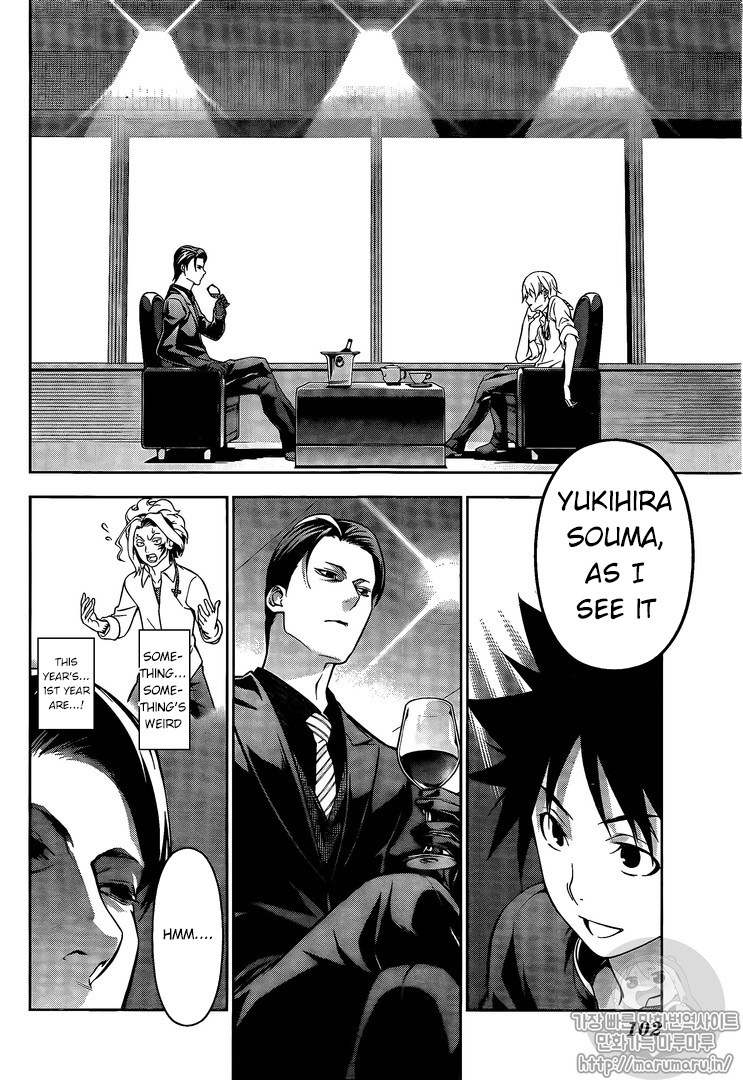 YUKIHIRA
SOUMA,
AS I
SEE IT
SOME-
THING...
SOME-
THING'S
WEIRD
THIS
YEAR'S...
1ST YEAR
ARE...!
HMM....
102
가장 빠른 만화번역사이트
만화가득 마루마루
http://marumaru.in/